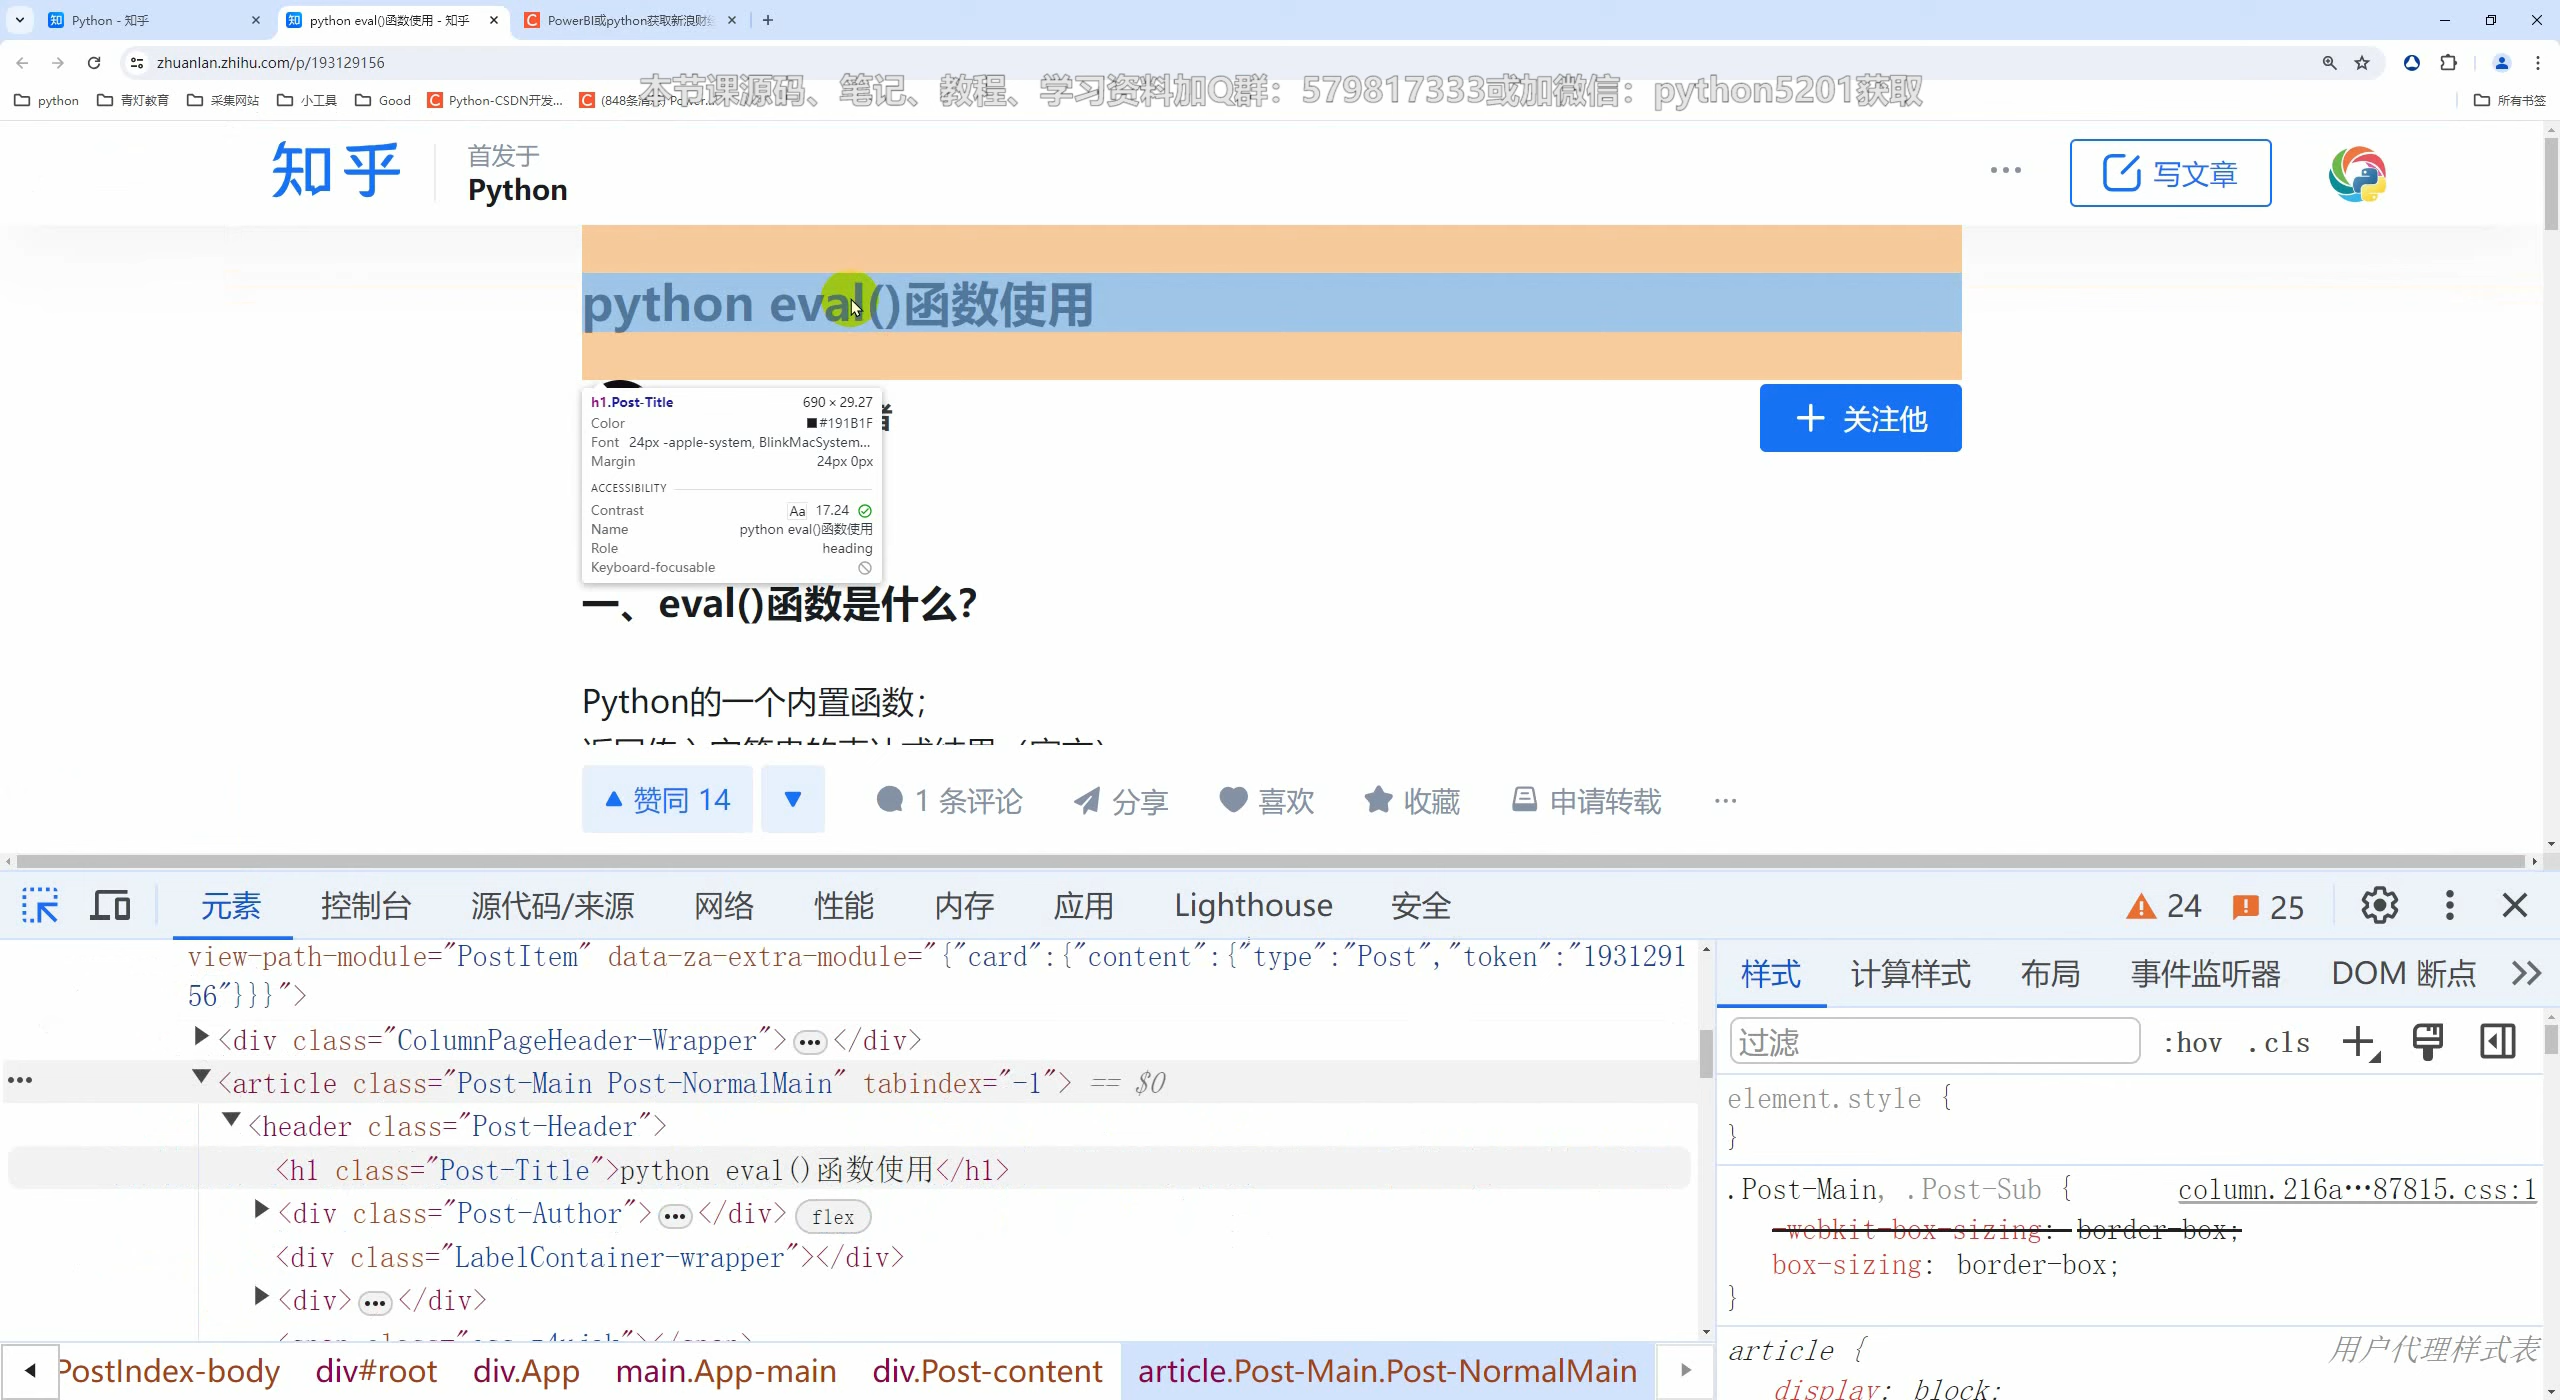 Python - 知乎
python eval()函数使用 - 知乎
PowerBI或python获取新浪财经
zhuanlan.zhihu.com/p/193129156
python
青灯教育
采集网站
小工具
Good
Python-CSDN开发...
所有书签
本节课源码、笔记、教程、学习资料加Q群：579817333或加微信：python5201获取
知乎
首发于
Python
写文章
python eval()函数使用
关注他
h1.Post-Title 690 × 29.27
Color #191B1F
Font 24px -apple-system, BlinkMacSystem...
Margin 24px 0px
ACCESSIBILITY
Contrast Aa 17.24
Name python eval()函数使用
Role heading
Keyboard-focusable
一、eval()函数是什么？
Python的一个内置函数；
返回传入字符串的表达式结果（官方）
赞同 14
1 条评论
分享
喜欢
收藏
申请转载
元素 控制台 源代码/来源 网络 性能 内存 应用 Lighthouse 安全 24 25
view-path-module="PostItem" data-za-extra-module="{"card":{"content":{"type":"Post","token":"1931291
56"}}}">
<div class="ColumnPageHeader-Wrapper">…</div>
<article class="Post-Main Post-NormalMain" tabindex="-1"> == $0
<header class="Post-Header">
<h1 class="Post-Title">python eval()函数使用</h1>
<div class="Post-Author">…</div> flex
<div class="LabelContainer-wrapper"></div>
<div>…</div>
PostIndex-body div#root div.App main.App-main div.Post-content article.Post-Main.Post-NormalMain
样式 计算样式 布局 事件监听器 DOM 断点
过滤 :hov .cls
element.style {
}
.Post-Main, .Post-Sub { column.216a…87815.css:1
-webkit-box-sizing: border-box;
box-sizing: border-box;
}
article { 用户代理样式表
display: block;